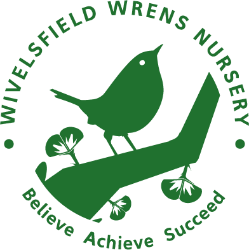 • WIVELSFIELD WRENS NURSERY •
Believe Achieve Succeed